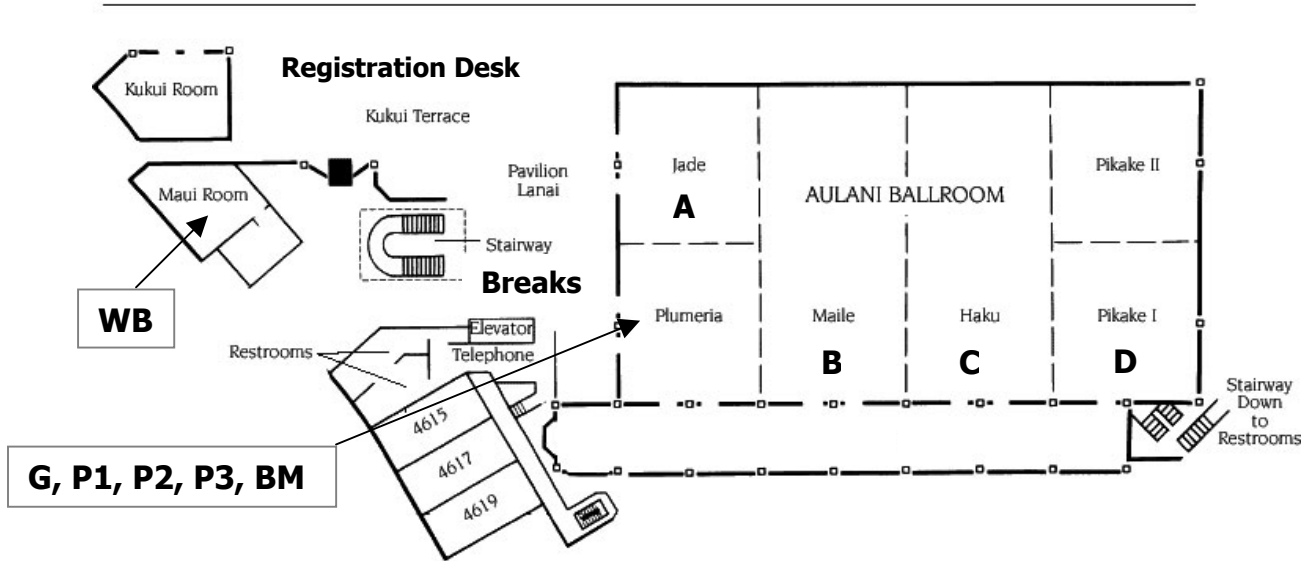 Registration Desk
Kukui Room
Kukui Terrace
Jade
Pavilion
Lanai
Pikake II
Maui Room
AULANI BALLROOM
A
Stairway
Breaks
WB
Plumeria
Maile
Haku
Pikake I
Elevator
Restrooms
Telephone
B
C
D
Stairway
Down
to
Restrooms
4615
4617
4619
G, P1, P2, P3, BM